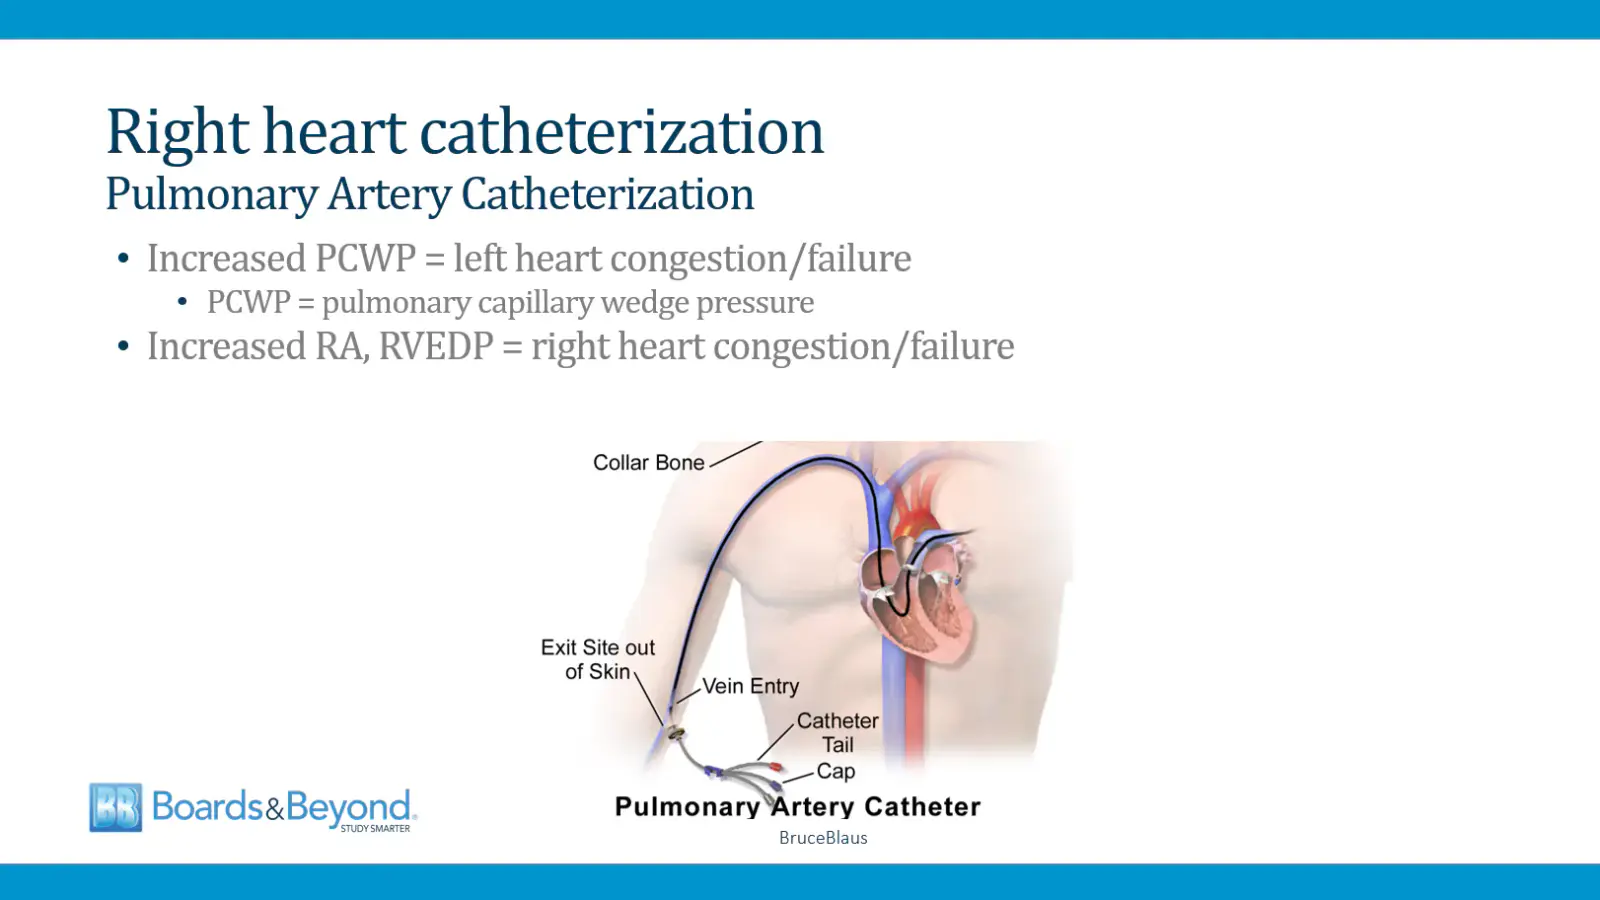 Right heart catheterization
Pulmonary Artery Catheterization
• Increased PCWP = left heart congestion/failure
• PCWP = pulmonary capillary wedge pressure
• Increased RA, RVEDP = right heart congestion/failure
Collar Bone
Exit Site out
of Skin
Vein Entry
Catheter
Tail
Cap
Pulmonary Artery Catheter
BruceBlaus
BB Boards&Beyond®
STUDY SMARTER